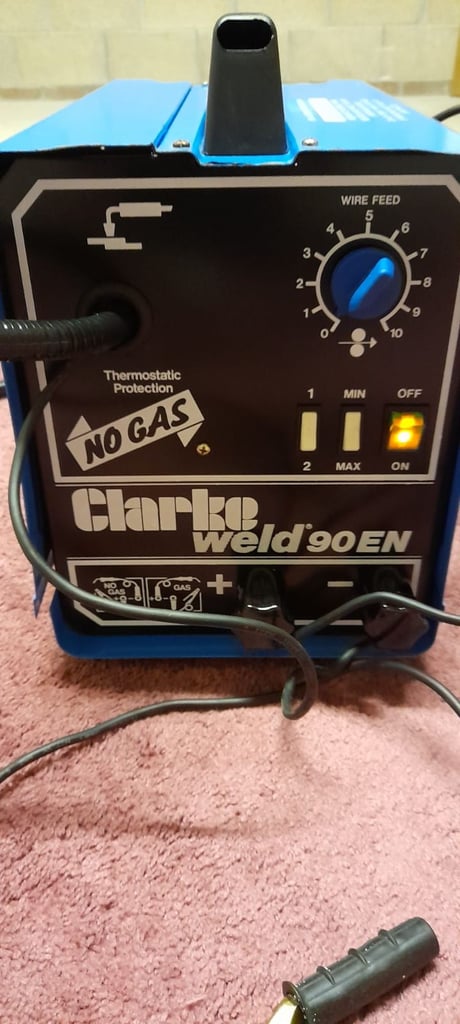 WIRE FEED
0 1 2 3 4 5 6 7 8 9 10
Thermostatic
Protection
NO GAS
1 MIN OFF
2 MAX ON
Clarke
weld 90EN
NO
GAS
GAS
+ −